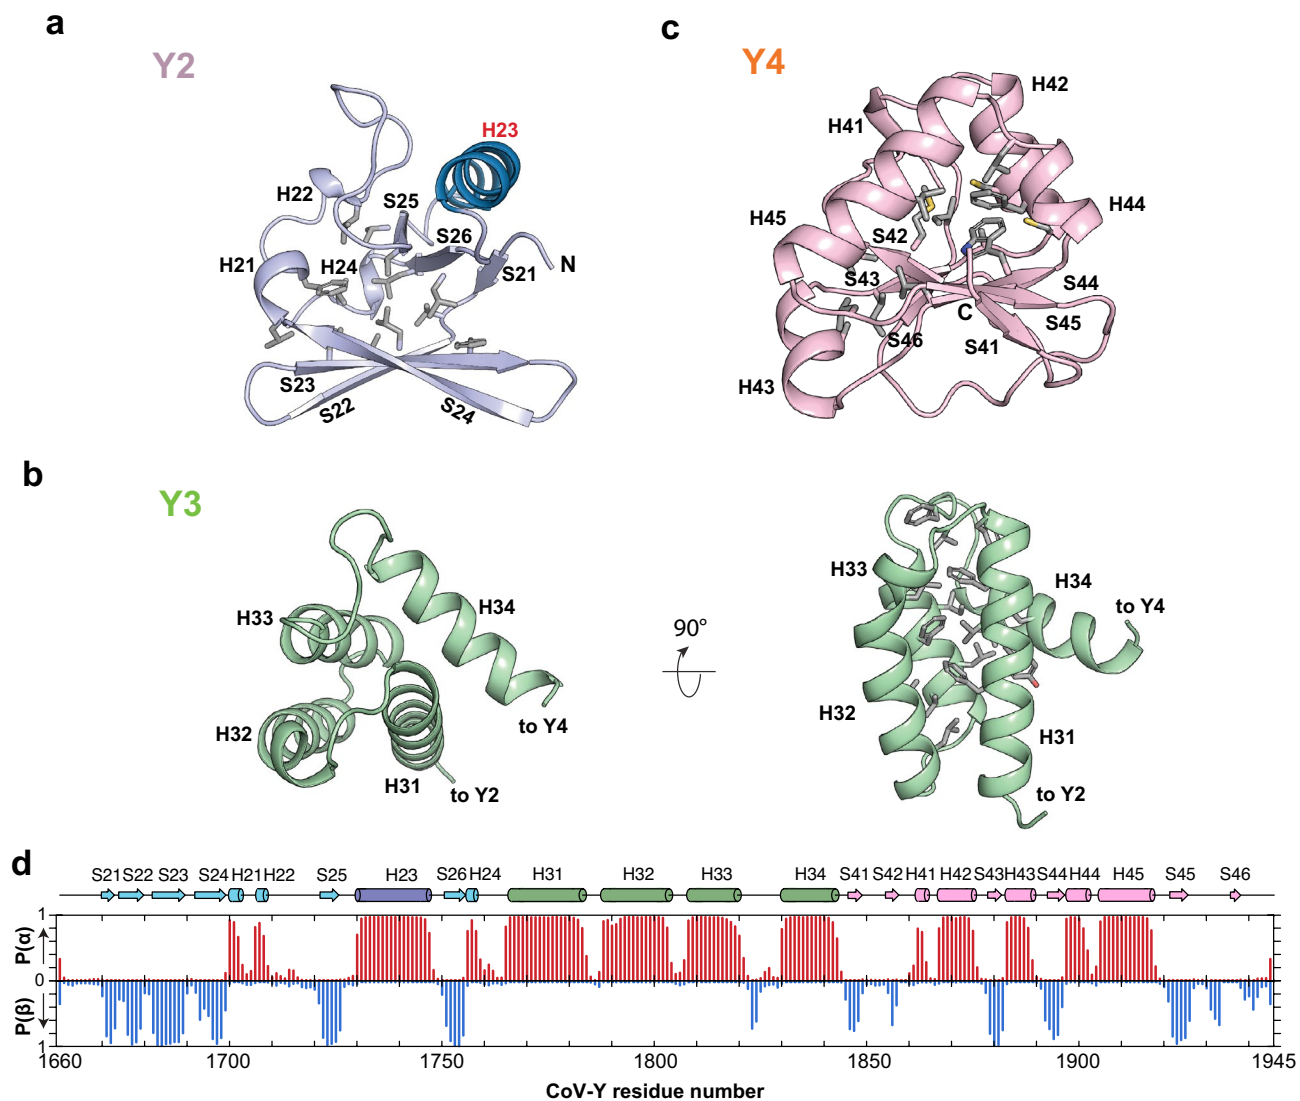 a
Y2
H23
H22
S25
S26
H21
H24
S21
N
S23
S22
S24
c
Y4
H42
H41
H45
H44
S42
S43
S44
C
S45
S46
S41
H43
b
Y3
H33
H34
H32
to Y4
H31
to Y2
90°
H33
H34
to Y4
H32
H31
to Y2
d
S21 S22 S23 S24 H21 H22 S25 H23 S26 H24 H31 H32 H33 H34 S41 S42 H41 H42 S43 H43 S44 H44 H45 S45 S46
1
P(α)
0
P(β)
1
1660 1700 1750 1800 1850 1900 1945
CoV-Y residue number